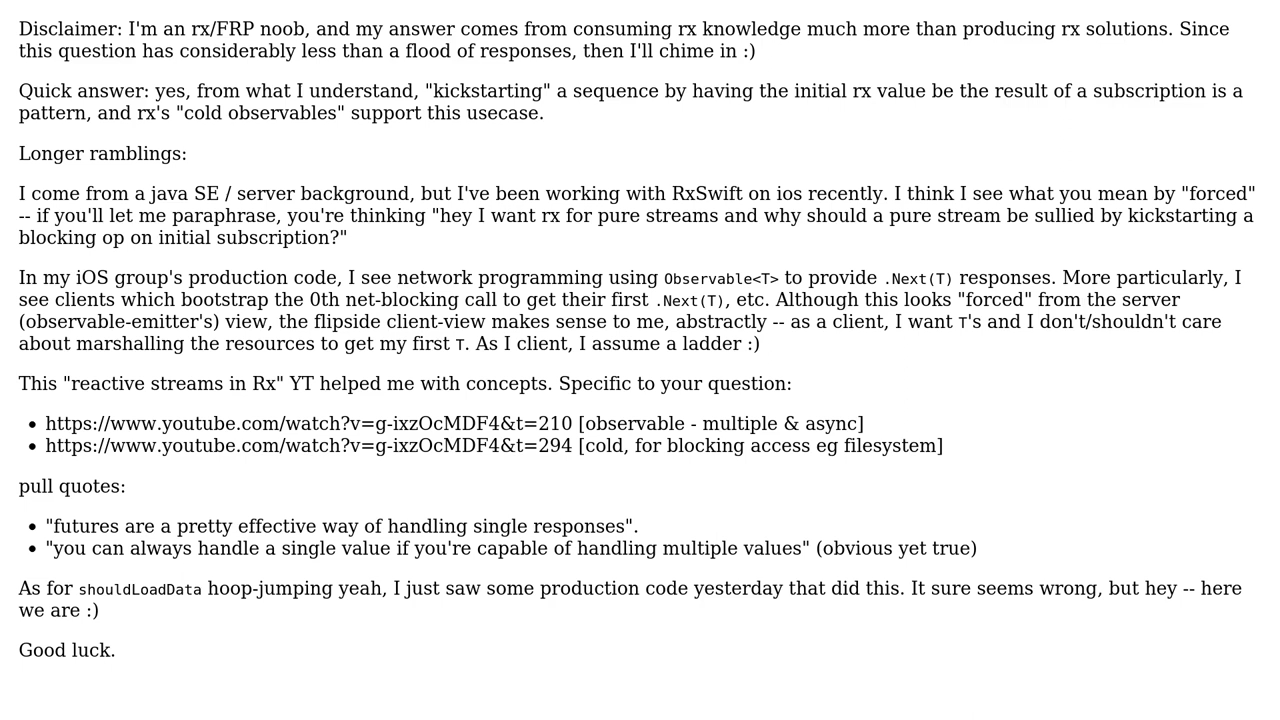 Disclaimer: I'm an rx/FRP noob, and my answer comes from consuming rx knowledge much more than producing rx solutions. Since
this question has considerably less than a flood of responses, then I'll chime in :)
Quick answer: yes, from what I understand, "kickstarting" a sequence by having the initial rx value be the result of a subscription is a
pattern, and rx's "cold observables" support this usecase.
Longer ramblings:
I come from a java SE / server background, but I've been working with RxSwift on ios recently. I think I see what you mean by "forced"
-- if you'll let me paraphrase, you're thinking "hey I want rx for pure streams and why should a pure stream be sullied by kickstarting a
blocking op on initial subscription?"
In my iOS group's production code, I see network programming using Observable<T> to provide .Next(T) responses. More particularly, I
see clients which bootstrap the 0th net-blocking call to get their first .Next(T), etc. Although this looks "forced" from the server
(observable-emitter's) view, the flipside client-view makes sense to me, abstractly -- as a client, I want T's and I don't/shouldn't care
about marshalling the resources to get my first T. As I client, I assume a ladder :)
This "reactive streams in Rx" YT helped me with concepts. Specific to your question:
• https://www.youtube.com/watch?v=g-ixzOcMDF4&t=210 [observable - multiple & async]
• https://www.youtube.com/watch?v=g-ixzOcMDF4&t=294 [cold, for blocking access eg filesystem]
pull quotes:
• "futures are a pretty effective way of handling single responses".
• "you can always handle a single value if you're capable of handling multiple values" (obvious yet true)
As for shouldLoadData hoop-jumping yeah, I just saw some production code yesterday that did this. It sure seems wrong, but hey -- here
we are :)
Good luck.